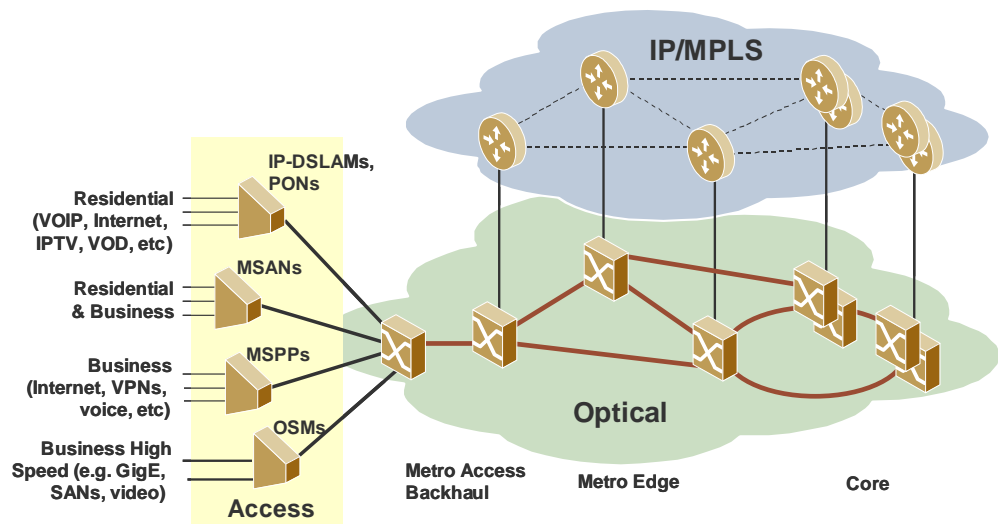 IP/MPLS
IP-DSLAMs,
PONs
Residential
(VOIP, Internet,
IPTV, VOD, etc)
MSANs
Residential
& Business
MSPPs
Business
(Internet, VPNs,
voice, etc)
OSMs
Business High
Speed (e.g. GigE,
SANs, video)
Access
Optical
Metro Access
Backhaul
Metro Edge
Core